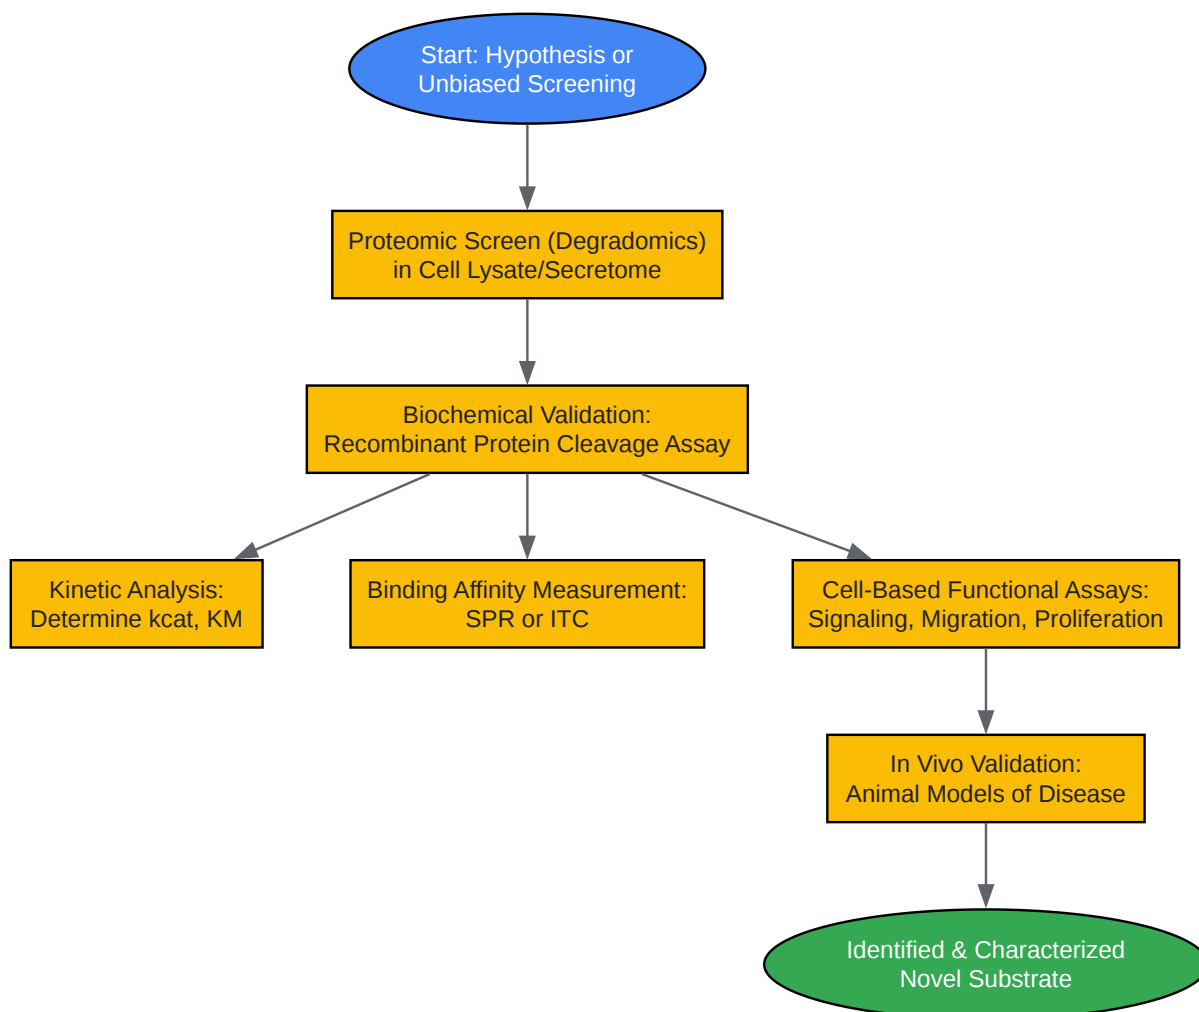 Start: Hypothesis or
Unbiased Screening
Proteomic Screen (Degradomics)
in Cell Lysate/Secretome
Biochemical Validation:
Recombinant Protein Cleavage Assay
Kinetic Analysis:
Determine kcat, KM
Binding Affinity Measurement:
SPR or ITC
Cell-Based Functional Assays:
Signaling, Migration, Proliferation
In Vivo Validation:
Animal Models of Disease
Identified & Characterized
Novel Substrate